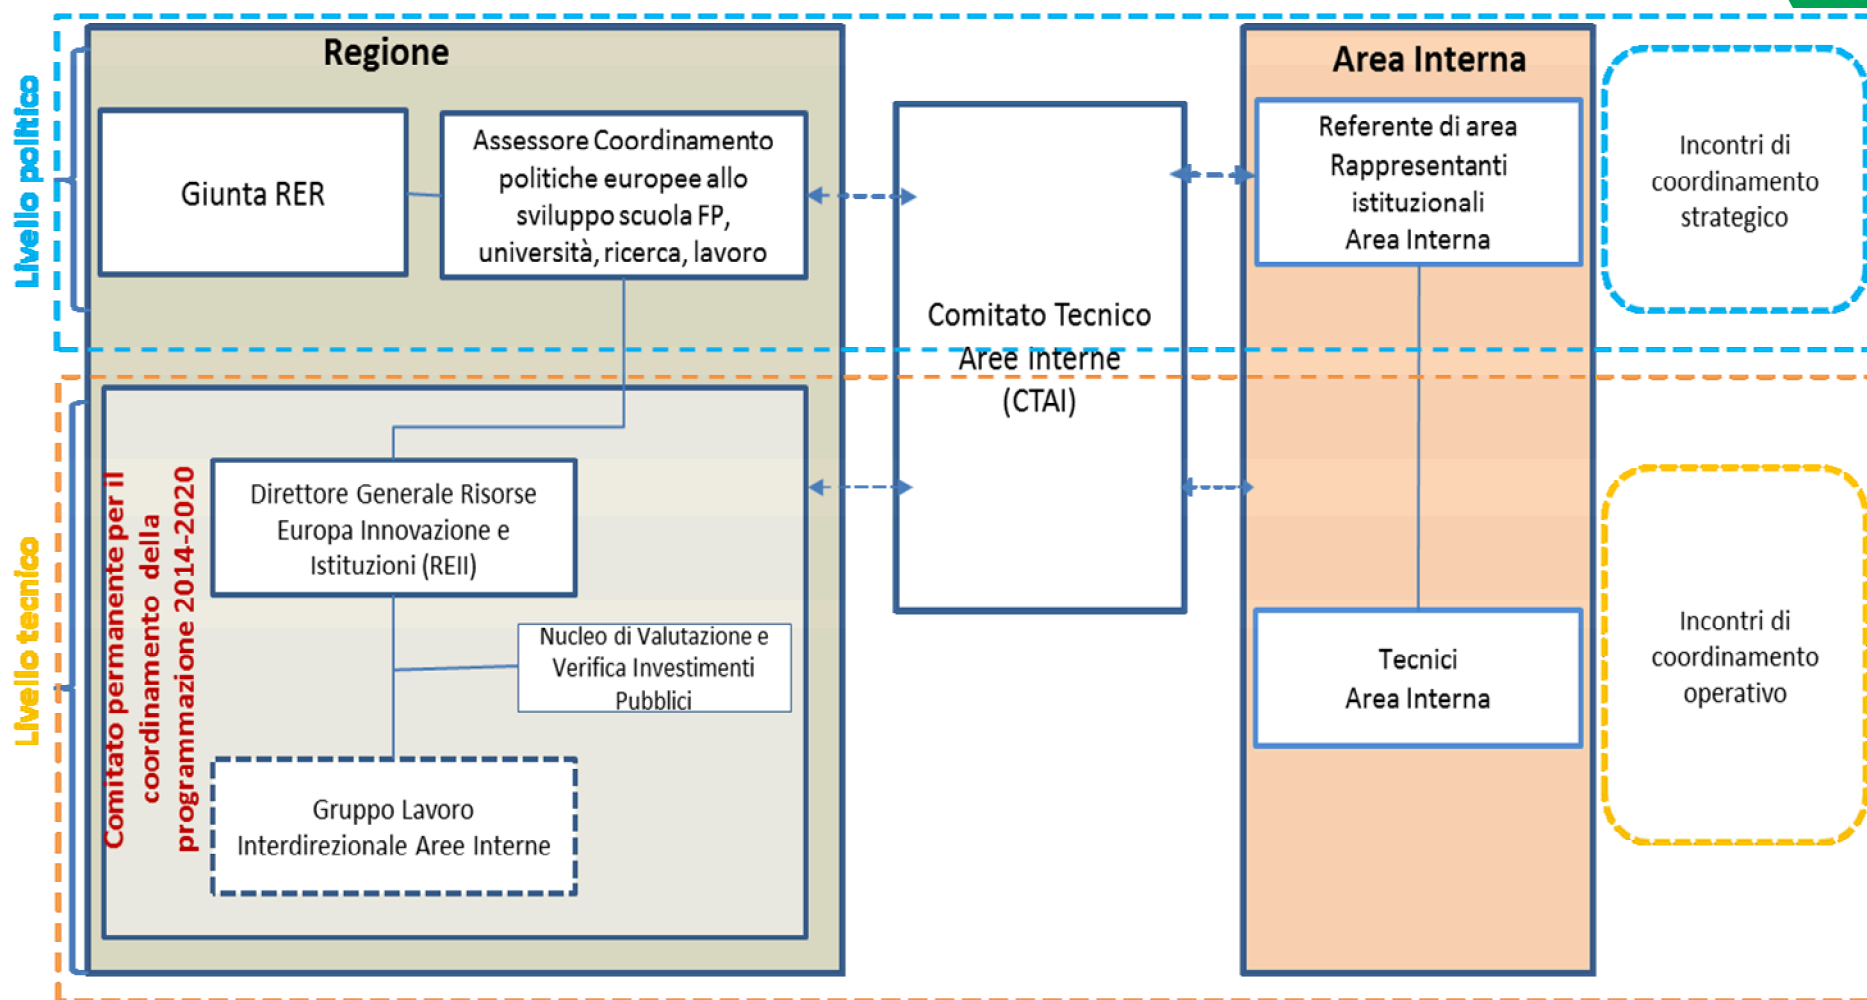 Livello politico
Regione
Giunta RER
Assessore Coordinamento
politiche europee allo
sviluppo scuola FP,
università, ricerca, lavoro
Comitato Tecnico
Aree interne
(CTAI)
Area Interna
Referente di area
Rappresentanti
istituzionali
Area Interna
Incontri di
coordinamento
strategico
Livello tecnico
Comitato permanente per il
coordinamento della
programmazione 2014-2020
Direttore Generale Risorse
Europa Innovazione e
Istituzioni (REII)
Nucleo di Valutazione e
Verifica Investimenti
Pubblici
Gruppo Lavoro
Interdirezionale Aree Interne
Tecnici
Area Interna
Incontri di
coordinamento
operativo